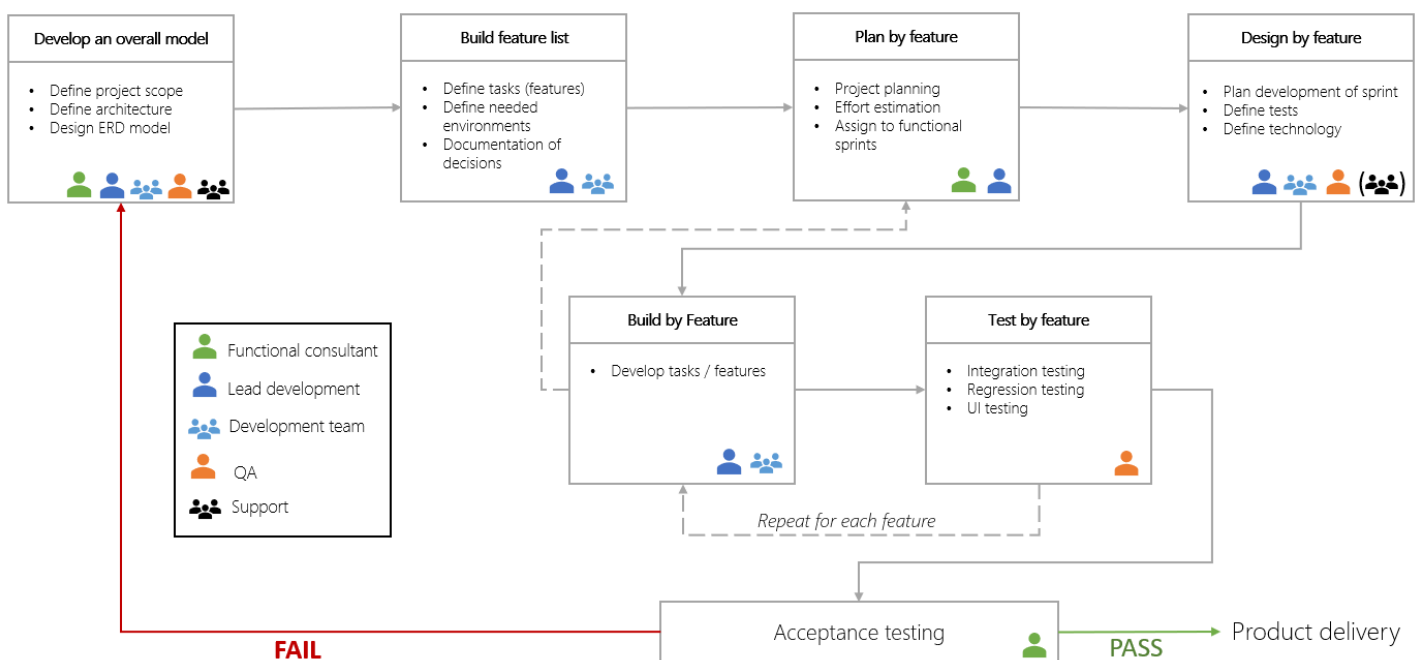 Develop an overall model
• Define project scope
• Define architecture
• Design ERD model
Build feature list
• Define tasks (features)
• Define needed
environments
• Documentation of
decisions
Plan by feature
• Project planning
• Effort estimation
• Assign to functional
sprints
Design by feature
• Plan development of sprint
• Define tests
• Define technology
( )
Build by Feature
• Develop tasks / features
Test by feature
• Integration testing
• Regression testing
• UI testing
Repeat for each feature
Functional consultant
Lead development
Development team
QA
Support
Acceptance testing
FAIL
PASS
Product delivery